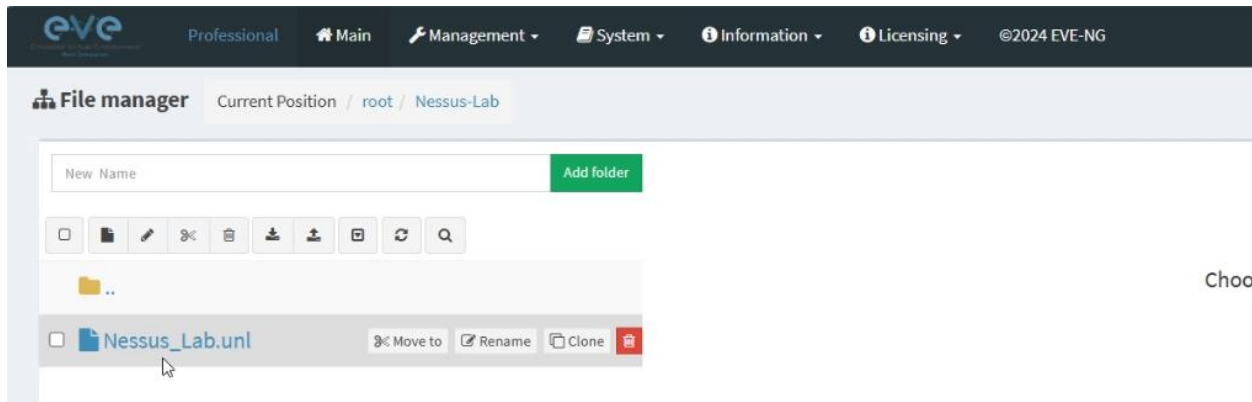 eve
Professional Main Management System Information Licensing ©2024 EVE-NG
File manager Current Position / root / Nessus-Lab
New Name Add folder
..
Nessus_Lab.unl Move to Rename Clone
Choo